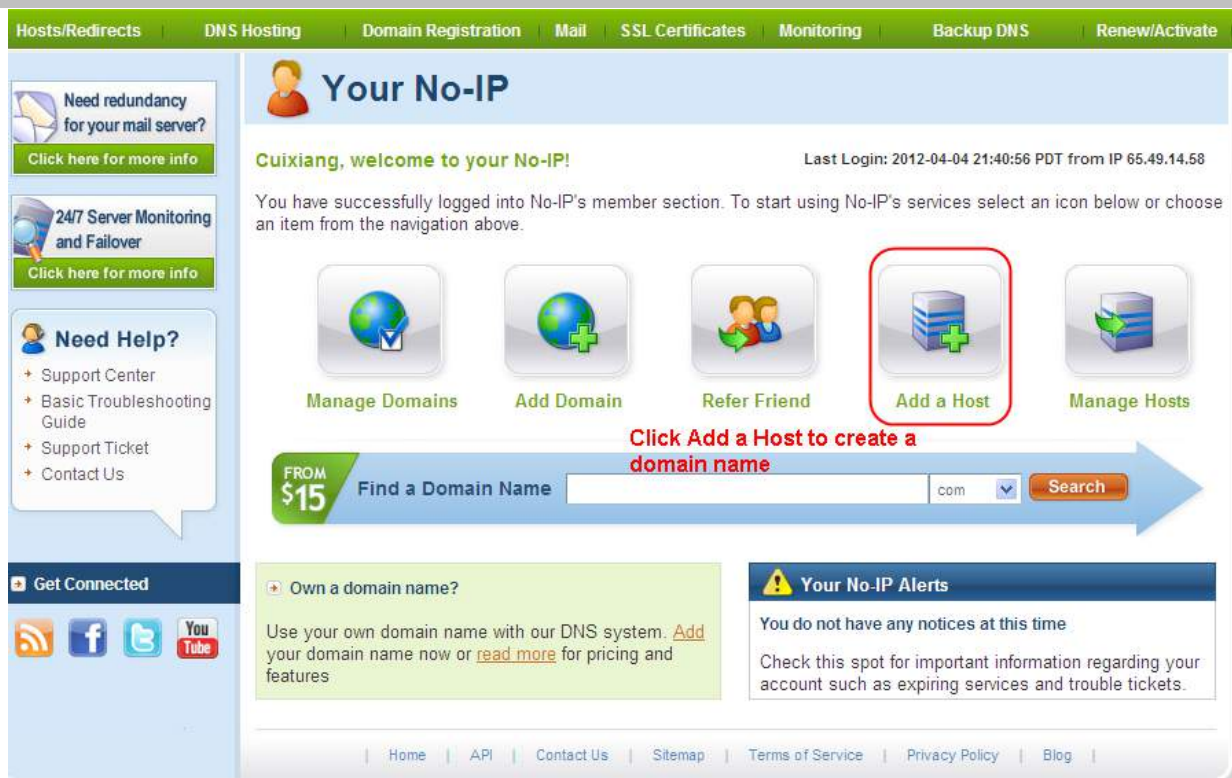 Hosts/Redirects DNS Hosting Domain Registration Mail SSL Certificates Monitoring Backup DNS Renew/Activate
Need redundancy
for your mail server?
Click here for more info
24/7 Server Monitoring
and Failover
Click here for more info
Need Help?
Support Center
Basic Troubleshooting
Guide
Support Ticket
Contact Us
Get Connected
You
Tube
Your No-IP
Cuixiang, welcome to your No-IP!
Last Login: 2012-04-04 21:40:56 PDT from IP 65.49.14.58
You have successfully logged into No-IP's member section. To start using No-IP's services select an icon below or choose
an item from the navigation above.
Manage Domains
Add Domain
Refer Friend
Add a Host
Manage Hosts
Click Add a Host to create a
domain name
FROM
$15
Find a Domain Name
com
Search
Own a domain name?
Use your own domain name with our DNS system. Add
your domain name now or read more for pricing and
features
Your No-IP Alerts
You do not have any notices at this time
Check this spot for important information regarding your
account such as expiring services and trouble tickets.
| Home | API | Contact Us | Sitemap | Terms of Service | Privacy Policy | Blog |